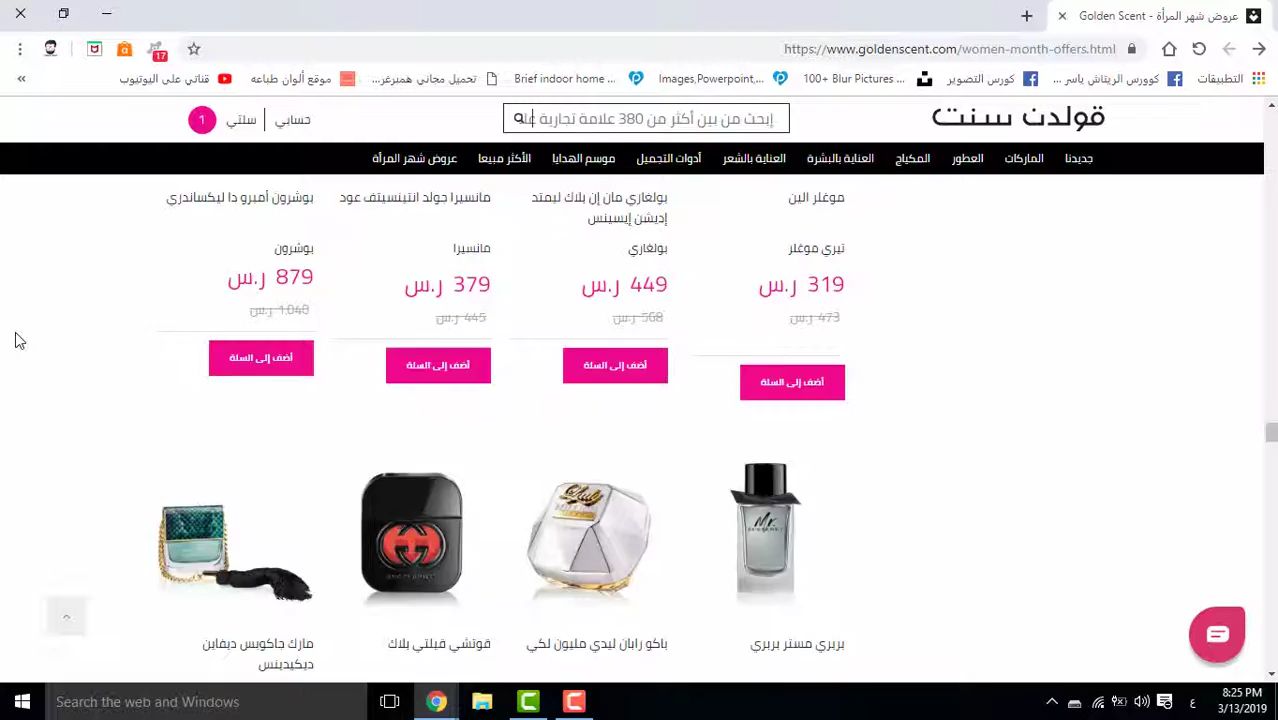 عروض شهر المرأة - Golden Scent
https://www.goldenscent.com/women-month-offers.html
17
التطبيقات
كوورس الريتاش ياسر ...
كورس التصوير
100+ Blur Pictures ...
Images,Powerpoint,...
Brief indoor home ...
تحميل مجاني همبرغر...
موقع ألوان طباعه
قناتي على اليوتيوب
»
قولدن سنت
إبحث من بين أكثر من 380 علامة تجارية
حسابي
سلتي
1
جديدنا
الماركات
العطور
المكياج
العناية بالبشرة
العناية بالشعر
أدوات التجميل
موسم الهدايا
الأكثر مبيعا
عروض شهر المرأة
موغلر الين
بولغاري مان إن بلاك ليمتد
إديشن إيسينس
مانسيرا جولد انتينسيتف عود
بوشرون أمبرو دا ليكساندري
تيري موغلر
بولغاري
مانسيرا
بوشرون
319 ر.س
449 ر.س
379 ر.س
879 ر.س
473 ر.س
568 ر.س
445 ر.س
1.040 ر.س
أضف إلى السلة
أضف إلى السلة
أضف إلى السلة
أضف إلى السلة
Mr.
Lady
بربري مستر بربري
باكو رابان ليدي مليون لكي
قوتشي قيلتي بلاك
مارك جاكوبس ديفاين
ديكيدينس
Search the web and Windows
ع
8:25 PM
3/13/2019